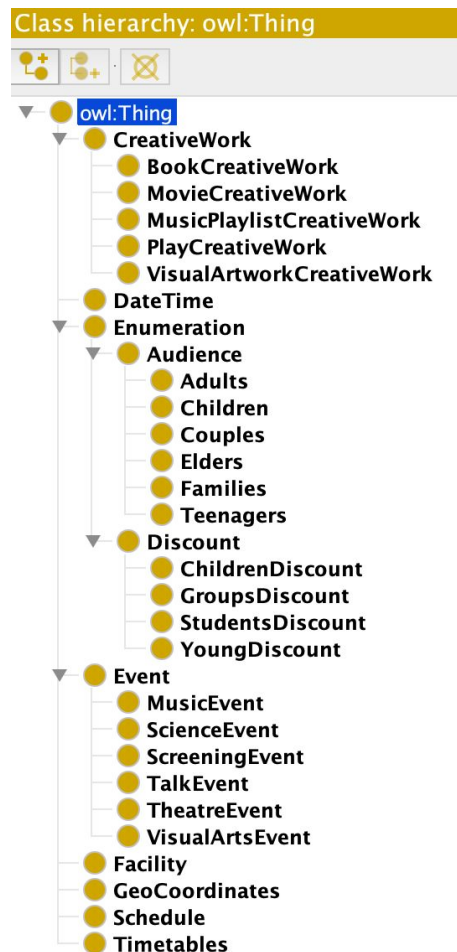 Class hierarchy: owl:Thing
owl:Thing
CreativeWork
BookCreativeWork
MovieCreativeWork
MusicPlaylistCreativeWork
PlayCreativeWork
VisualArtworkCreativeWork
DateTime
Enumeration
Audience
Adults
Children
Couples
Elders
Families
Teenagers
Discount
ChildrenDiscount
GroupsDiscount
StudentsDiscount
YoungDiscount
Event
MusicEvent
ScienceEvent
ScreeningEvent
TalkEvent
TheatreEvent
VisualArtsEvent
Facility
GeoCoordinates
Schedule
Timetables